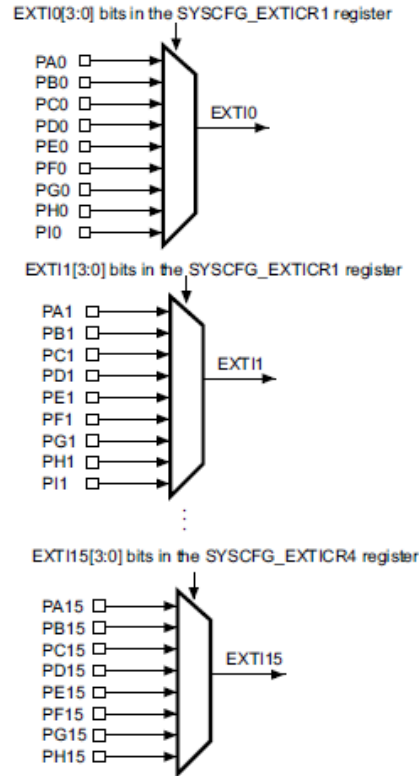 EXTI0[3:0] bits in the SYSCFG_EXTICR1 register
PA0
PB0
PC0
PD0
PE0
PF0
PG0
PH0
PI0
EXTI0
EXTI1[3:0] bits in the SYSCFG_EXTICR1 register
PA1
PB1
PC1
PD1
PE1
PF1
PG1
PH1
PI1
EXTI1
EXTI15[3:0] bits in the SYSCFG_EXTICR4 register
PA15
PB15
PC15
PD15
PE15
PF15
PG15
PH15
EXTI15